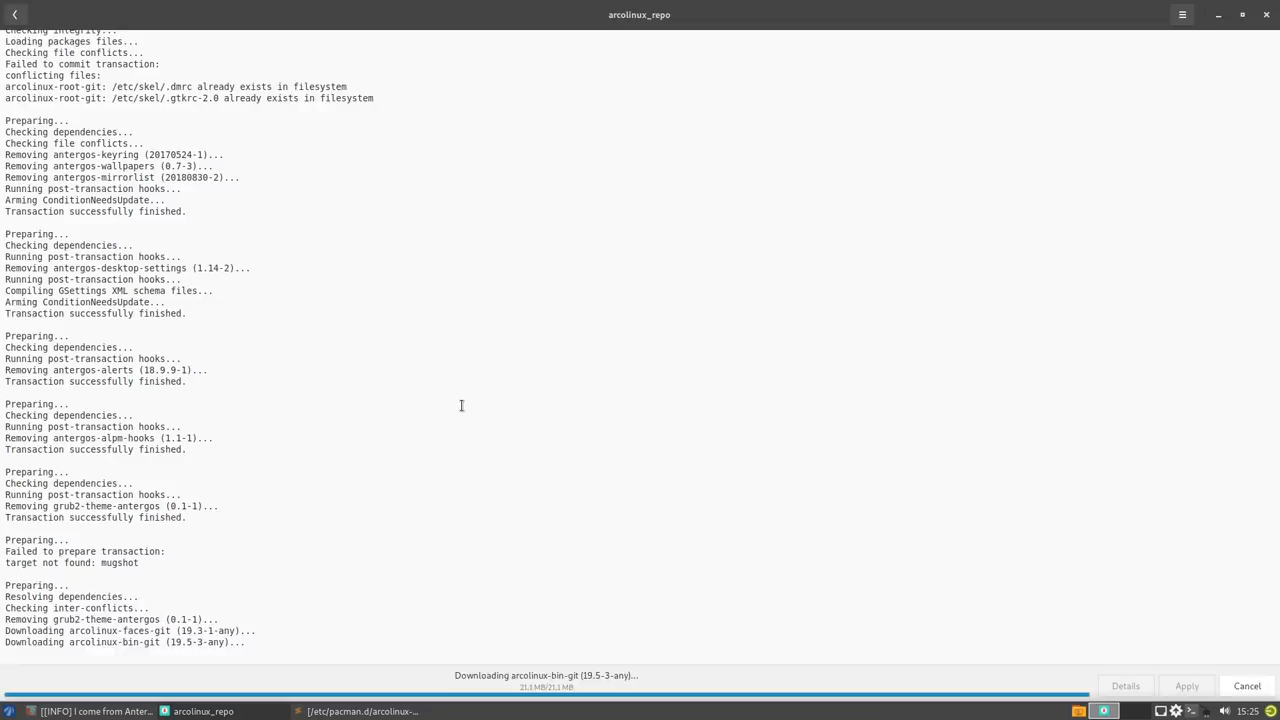 arcolinux_repo
Checking integrity...
Loading packages files...
Checking file conflicts...
Failed to commit transaction:
conflicting files:
arcolinux-root-git: /etc/skel/.dmrc already exists in filesystem
arcolinux-root-git: /etc/skel/.gtkrc-2.0 already exists in filesystem
Preparing...
Checking dependencies...
Checking file conflicts...
Removing antergos-keyring (20170524-1)...
Removing antergos-wallpapers (0.7-3)...
Removing antergos-mirrorlist (20180830-2)...
Running post-transaction hooks...
Arming ConditionNeedsUpdate...
Transaction successfully finished.
Preparing...
Checking dependencies...
Running post-transaction hooks...
Removing antergos-desktop-settings (1.14-2)...
Running post-transaction hooks...
Compiling GSettings XML schema files...
Arming ConditionNeedsUpdate...
Transaction successfully finished.
Preparing...
Checking dependencies...
Running post-transaction hooks...
Removing antergos-alerts (18.9.9-1)...
Transaction successfully finished.
Preparing...
Checking dependencies...
Running post-transaction hooks...
Removing antergos-alpm-hooks (1.1-1)...
Transaction successfully finished.
Preparing...
Checking dependencies...
Running post-transaction hooks...
Removing grub2-theme-antergos (0.1-1)...
Transaction successfully finished.
Preparing...
Failed to prepare transaction:
target not found: mugshot
Preparing...
Resolving dependencies...
Checking inter-conflicts...
Removing grub2-theme-antergos (0.1-1)...
Downloading arcolinux-faces-git (19.3-1-any)...
Downloading arcolinux-bin-git (19.5-3-any)...
Downloading arcolinux-bin-git (19.5-3-any)...
21,1 MB/21,1 MB
Details Apply Cancel
[[INFO] I come from Anter... arcolinux_repo [/etc/pacman.d/arcolinux-... 15:25